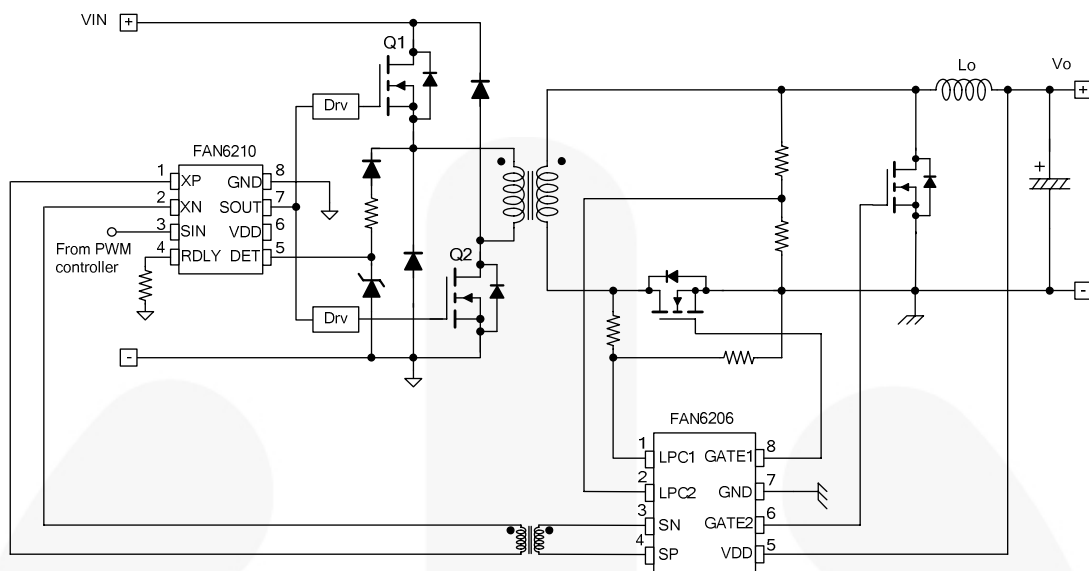 VIN +
Q1
Lo
Vo
+
Drv
FAN6210
1 XP GND 8
2 XN SOUT 7
3 SIN VDD 6
4 RDLY DET 5
From PWM
controller
Q2
+
Drv
-
-
FAN6206
1 LPC1 GATE1 8
2 LPC2 GND 7
3 SN GATE2 6
4 SP VDD 5